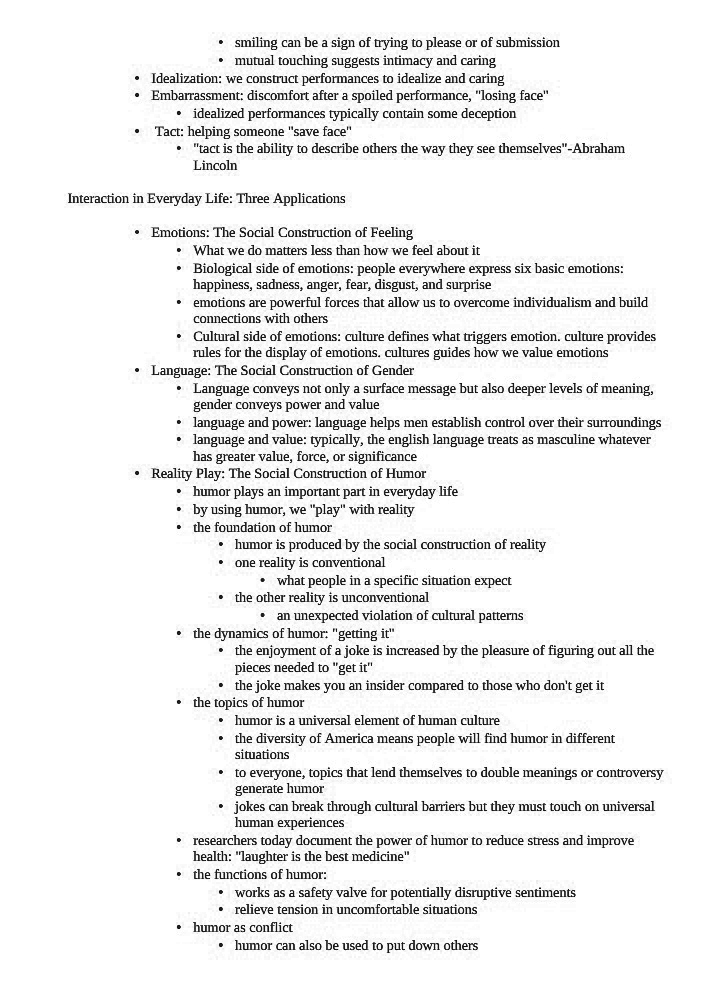 • smiling can be a sign of trying to please or of submission
• mutual touching suggests intimacy and caring
• Idealization: we construct performances to idealize and caring
• Embarrassment: discomfort after a spoiled performance, "losing face"
• idealized performances typically contain some deception
• Tact: helping someone "save face"
• "tact is the ability to describe others the way they see themselves"-Abraham
Lincoln
Interaction in Everyday Life: Three Applications
• Emotions: The Social Construction of Feeling
• What we do matters less than how we feel about it
• Biological side of emotions: people everywhere express six basic emotions:
happiness, sadness, anger, fear, disgust, and surprise
• emotions are powerful forces that allow us to overcome individualism and build
connections with others
• Cultural side of emotions: culture defines what triggers emotion. culture provides
rules for the display of emotions. cultures guides how we value emotions
• Language: The Social Construction of Gender
• Language conveys not only a surface message but also deeper levels of meaning,
gender conveys power and value
• language and power: language helps men establish control over their surroundings
• language and value: typically, the english language treats as masculine whatever
has greater value, force, or significance
• Reality Play: The Social Construction of Humor
• humor plays an important part in everyday life
• by using humor, we "play" with reality
• the foundation of humor
• humor is produced by the social construction of reality
• one reality is conventional
• what people in a specific situation expect
• the other reality is unconventional
• an unexpected violation of cultural patterns
• the dynamics of humor: "getting it"
• the enjoyment of a joke is increased by the pleasure of figuring out all the
pieces needed to "get it"
• the joke makes you an insider compared to those who don't get it
• the topics of humor
• humor is a universal element of human culture
• the diversity of America means people will find humor in different
situations
• to everyone, topics that lend themselves to double meanings or controversy
generate humor
• jokes can break through cultural barriers but they must touch on universal
human experiences
• researchers today document the power of humor to reduce stress and improve
health: "laughter is the best medicine"
• the functions of humor:
• works as a safety valve for potentially disruptive sentiments
• relieve tension in uncomfortable situations
• humor as conflict
• humor can also be used to put down others